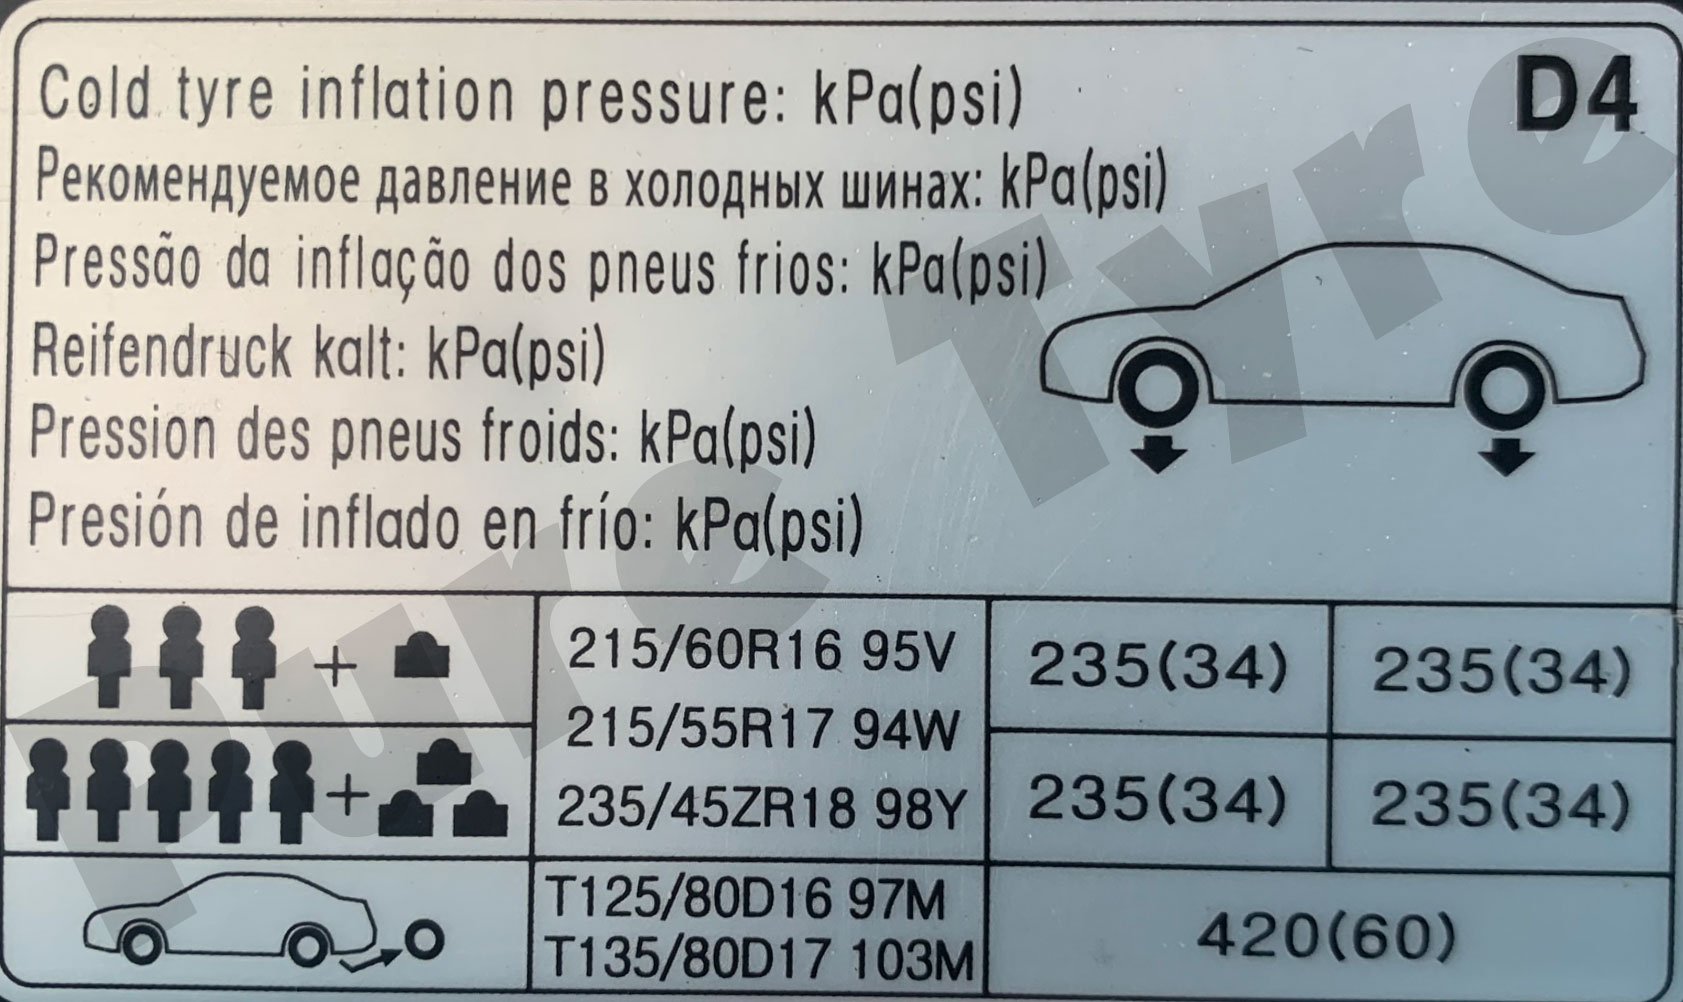 Cold tyre inflation pressure: kPa(psi)
D4
Рекомендуемое давление в холодных шинах: kPa(psi)
Pressão da inflação dos pneus frios: kPa(psi)
Reifendruck kalt: kPa(psi)
Pression des pneus froids: kPa(psi)
Presión de inflado en frío: kPa(psi)
Pure Tyre
+
215/60R16 95V
235(34)
235(34)
215/55R17 94W
+
235/45ZR18 98Y
235(34)
235(34)
T125/80D16 97M
T135/80D17 103M
420(60)